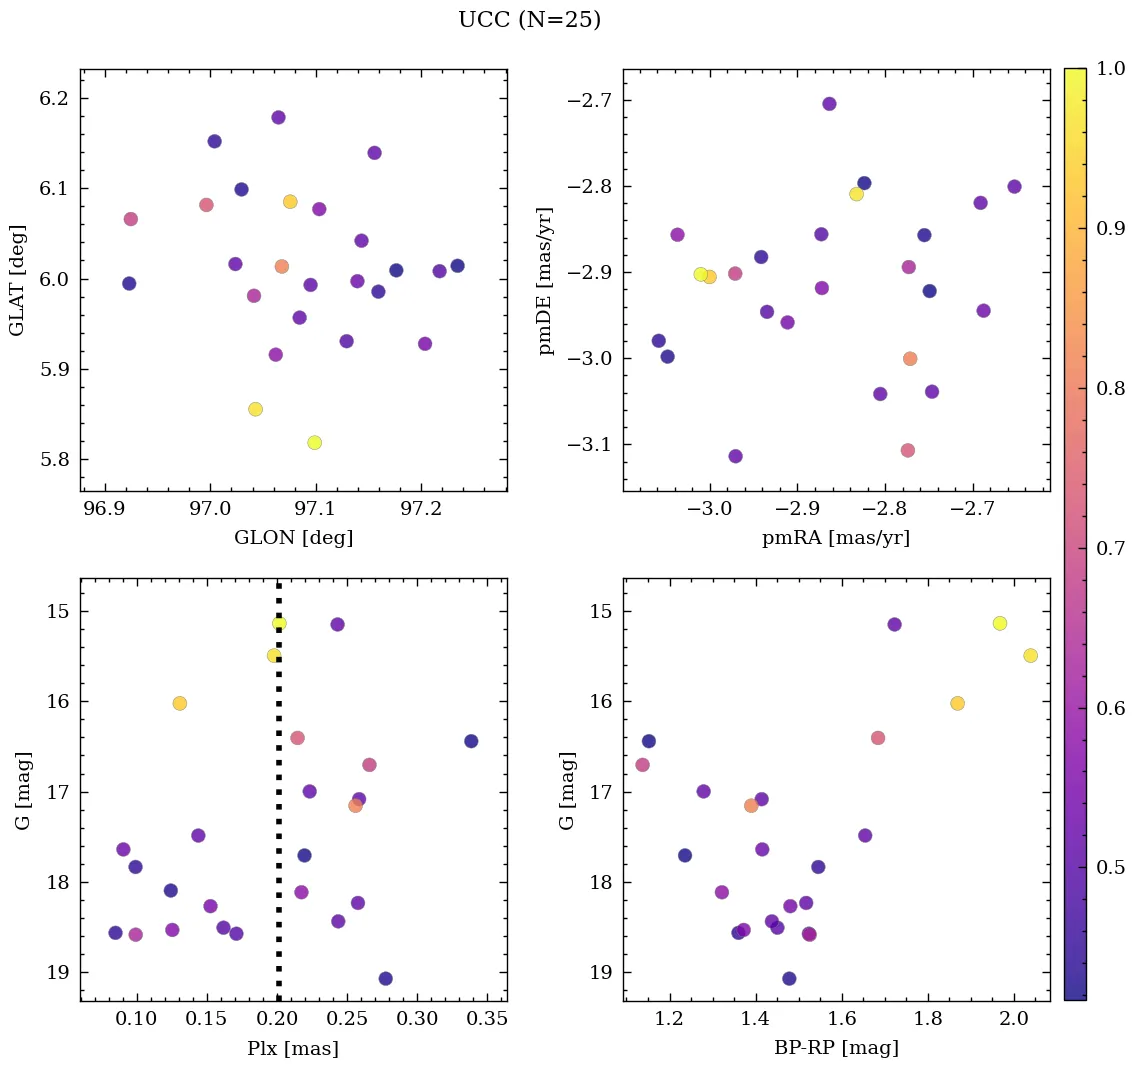 UCC (N=25)
6.2
6.1
6.0
5.9
5.8
GLAT [deg]
96.9 97.0 97.1 97.2
GLON [deg]
−2.7
−2.8
−2.9
−3.0
−3.1
pmDE [mas/yr]
−3.0 −2.9 −2.8 −2.7
pmRA [mas/yr]
1.0
0.9
0.8
0.7
0.6
0.5
15
16
17
18
19
G [mag]
0.10 0.15 0.20 0.25 0.30 0.35
Plx [mas]
15
16
17
18
19
G [mag]
1.2 1.4 1.6 1.8 2.0
BP-RP [mag]